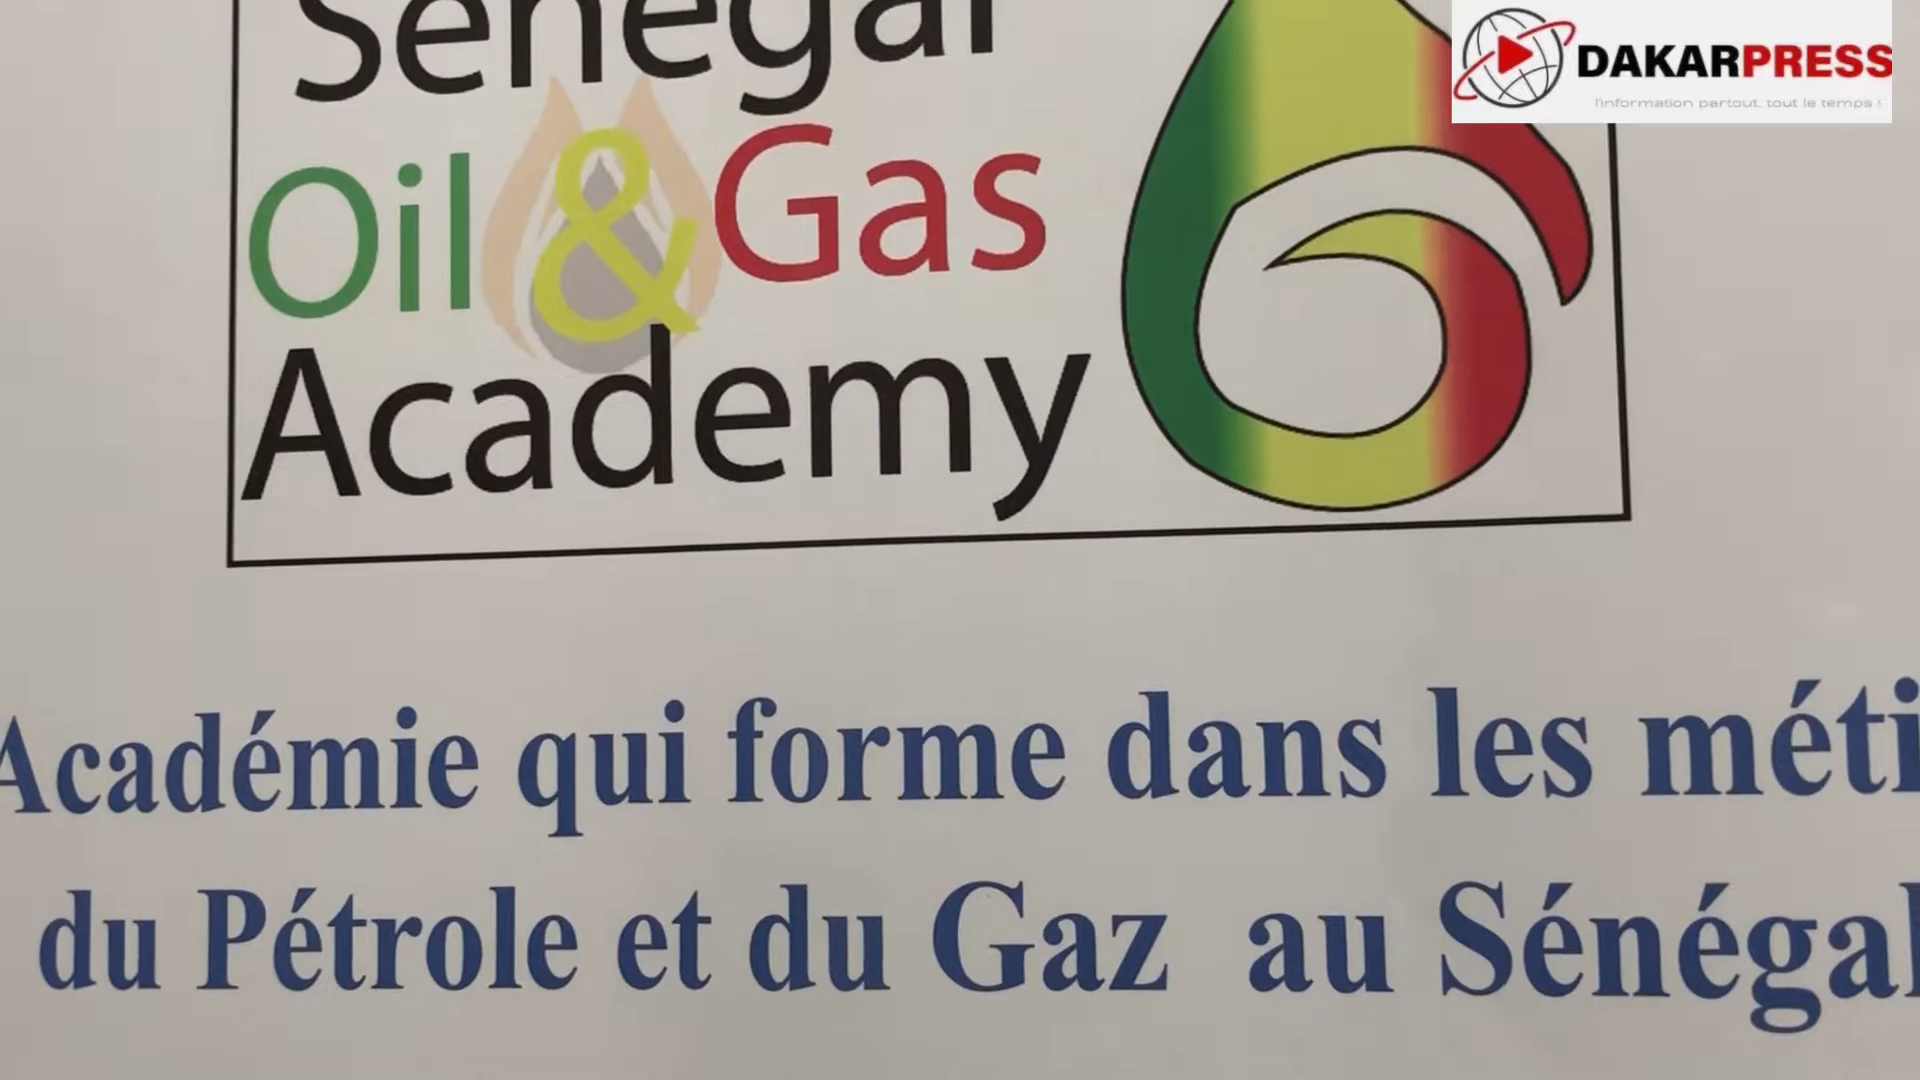 Senegal
DAKARPRESS
l'information partout, tout le temps !
Oil & Gas
Academy
Académie qui forme dans les méti
du Pétrole et du Gaz au Sénégal